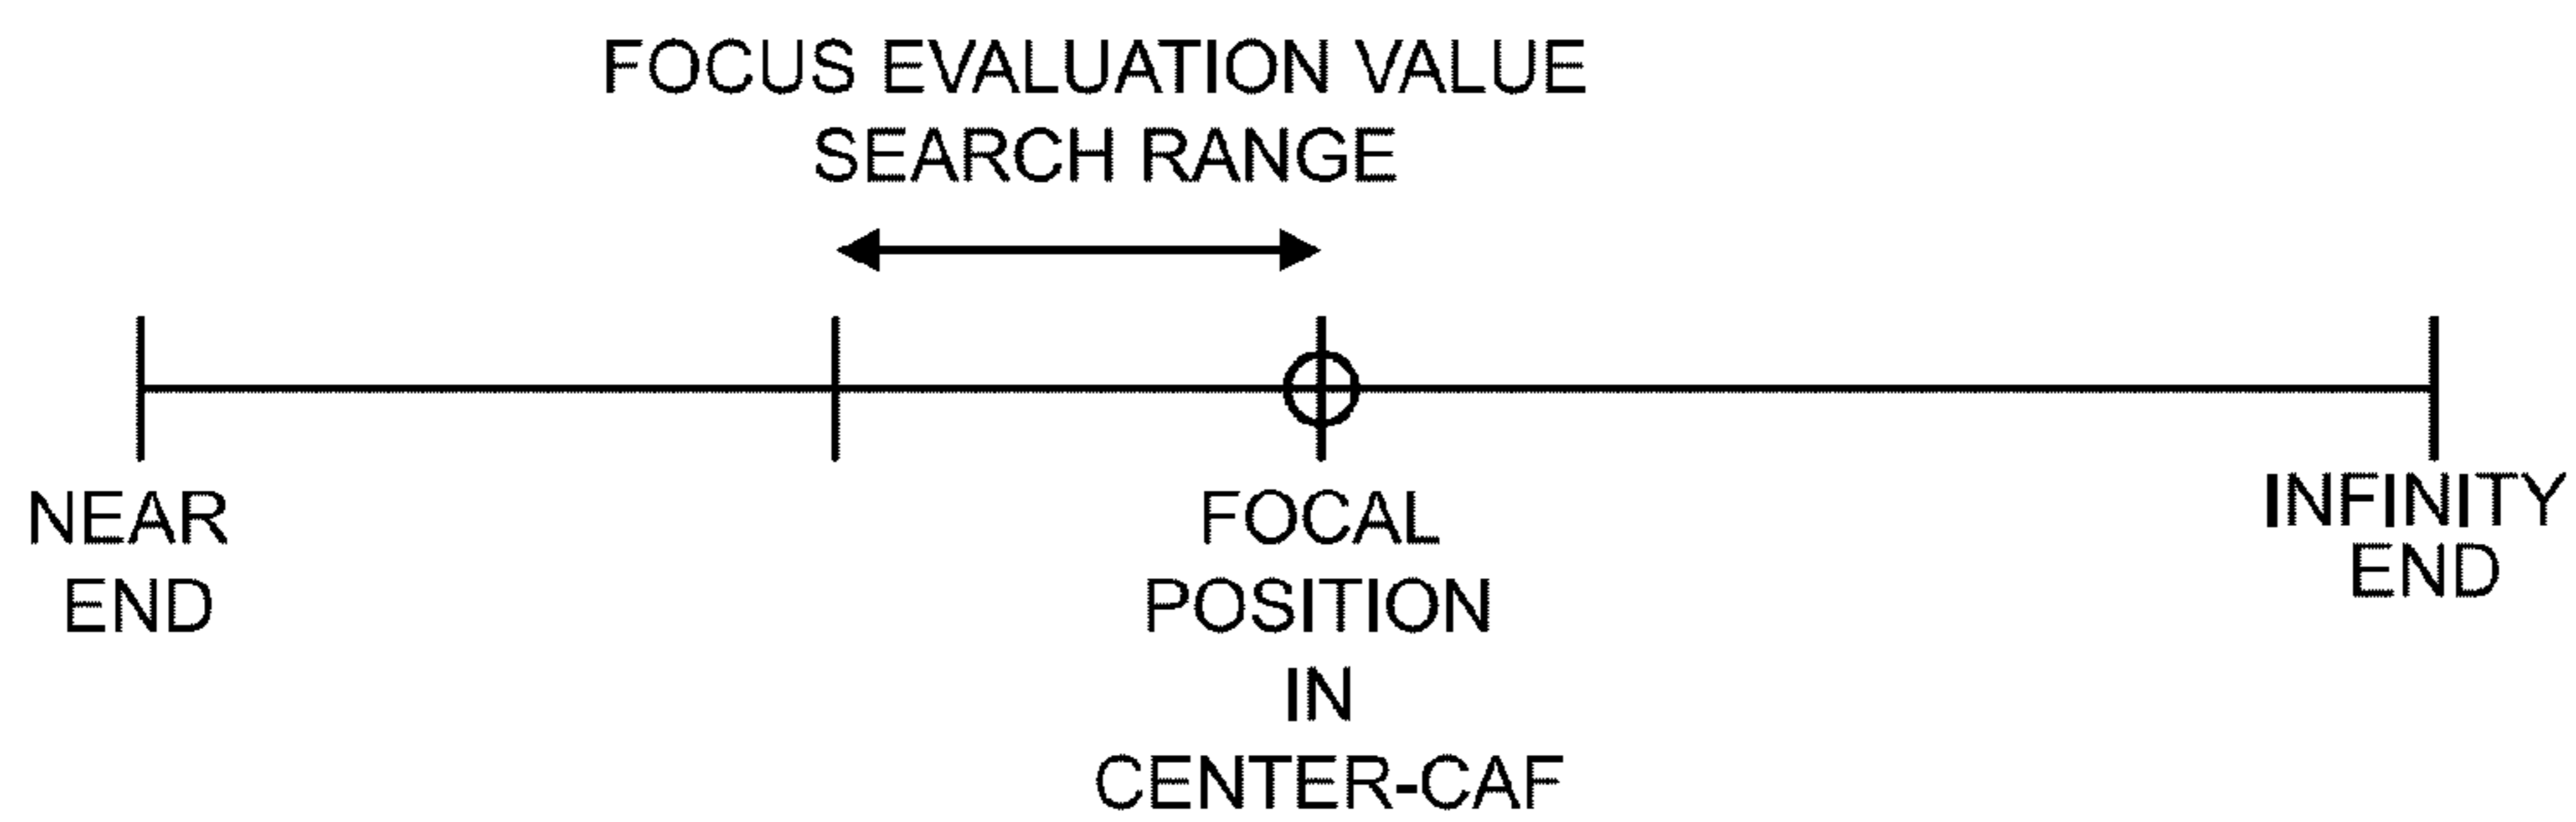 FOCUS EVALUATION VALUE
SEARCH RANGE
NEAR
END
FOCAL
POSITION
IN
CENTER-CAF
INFINITY
END